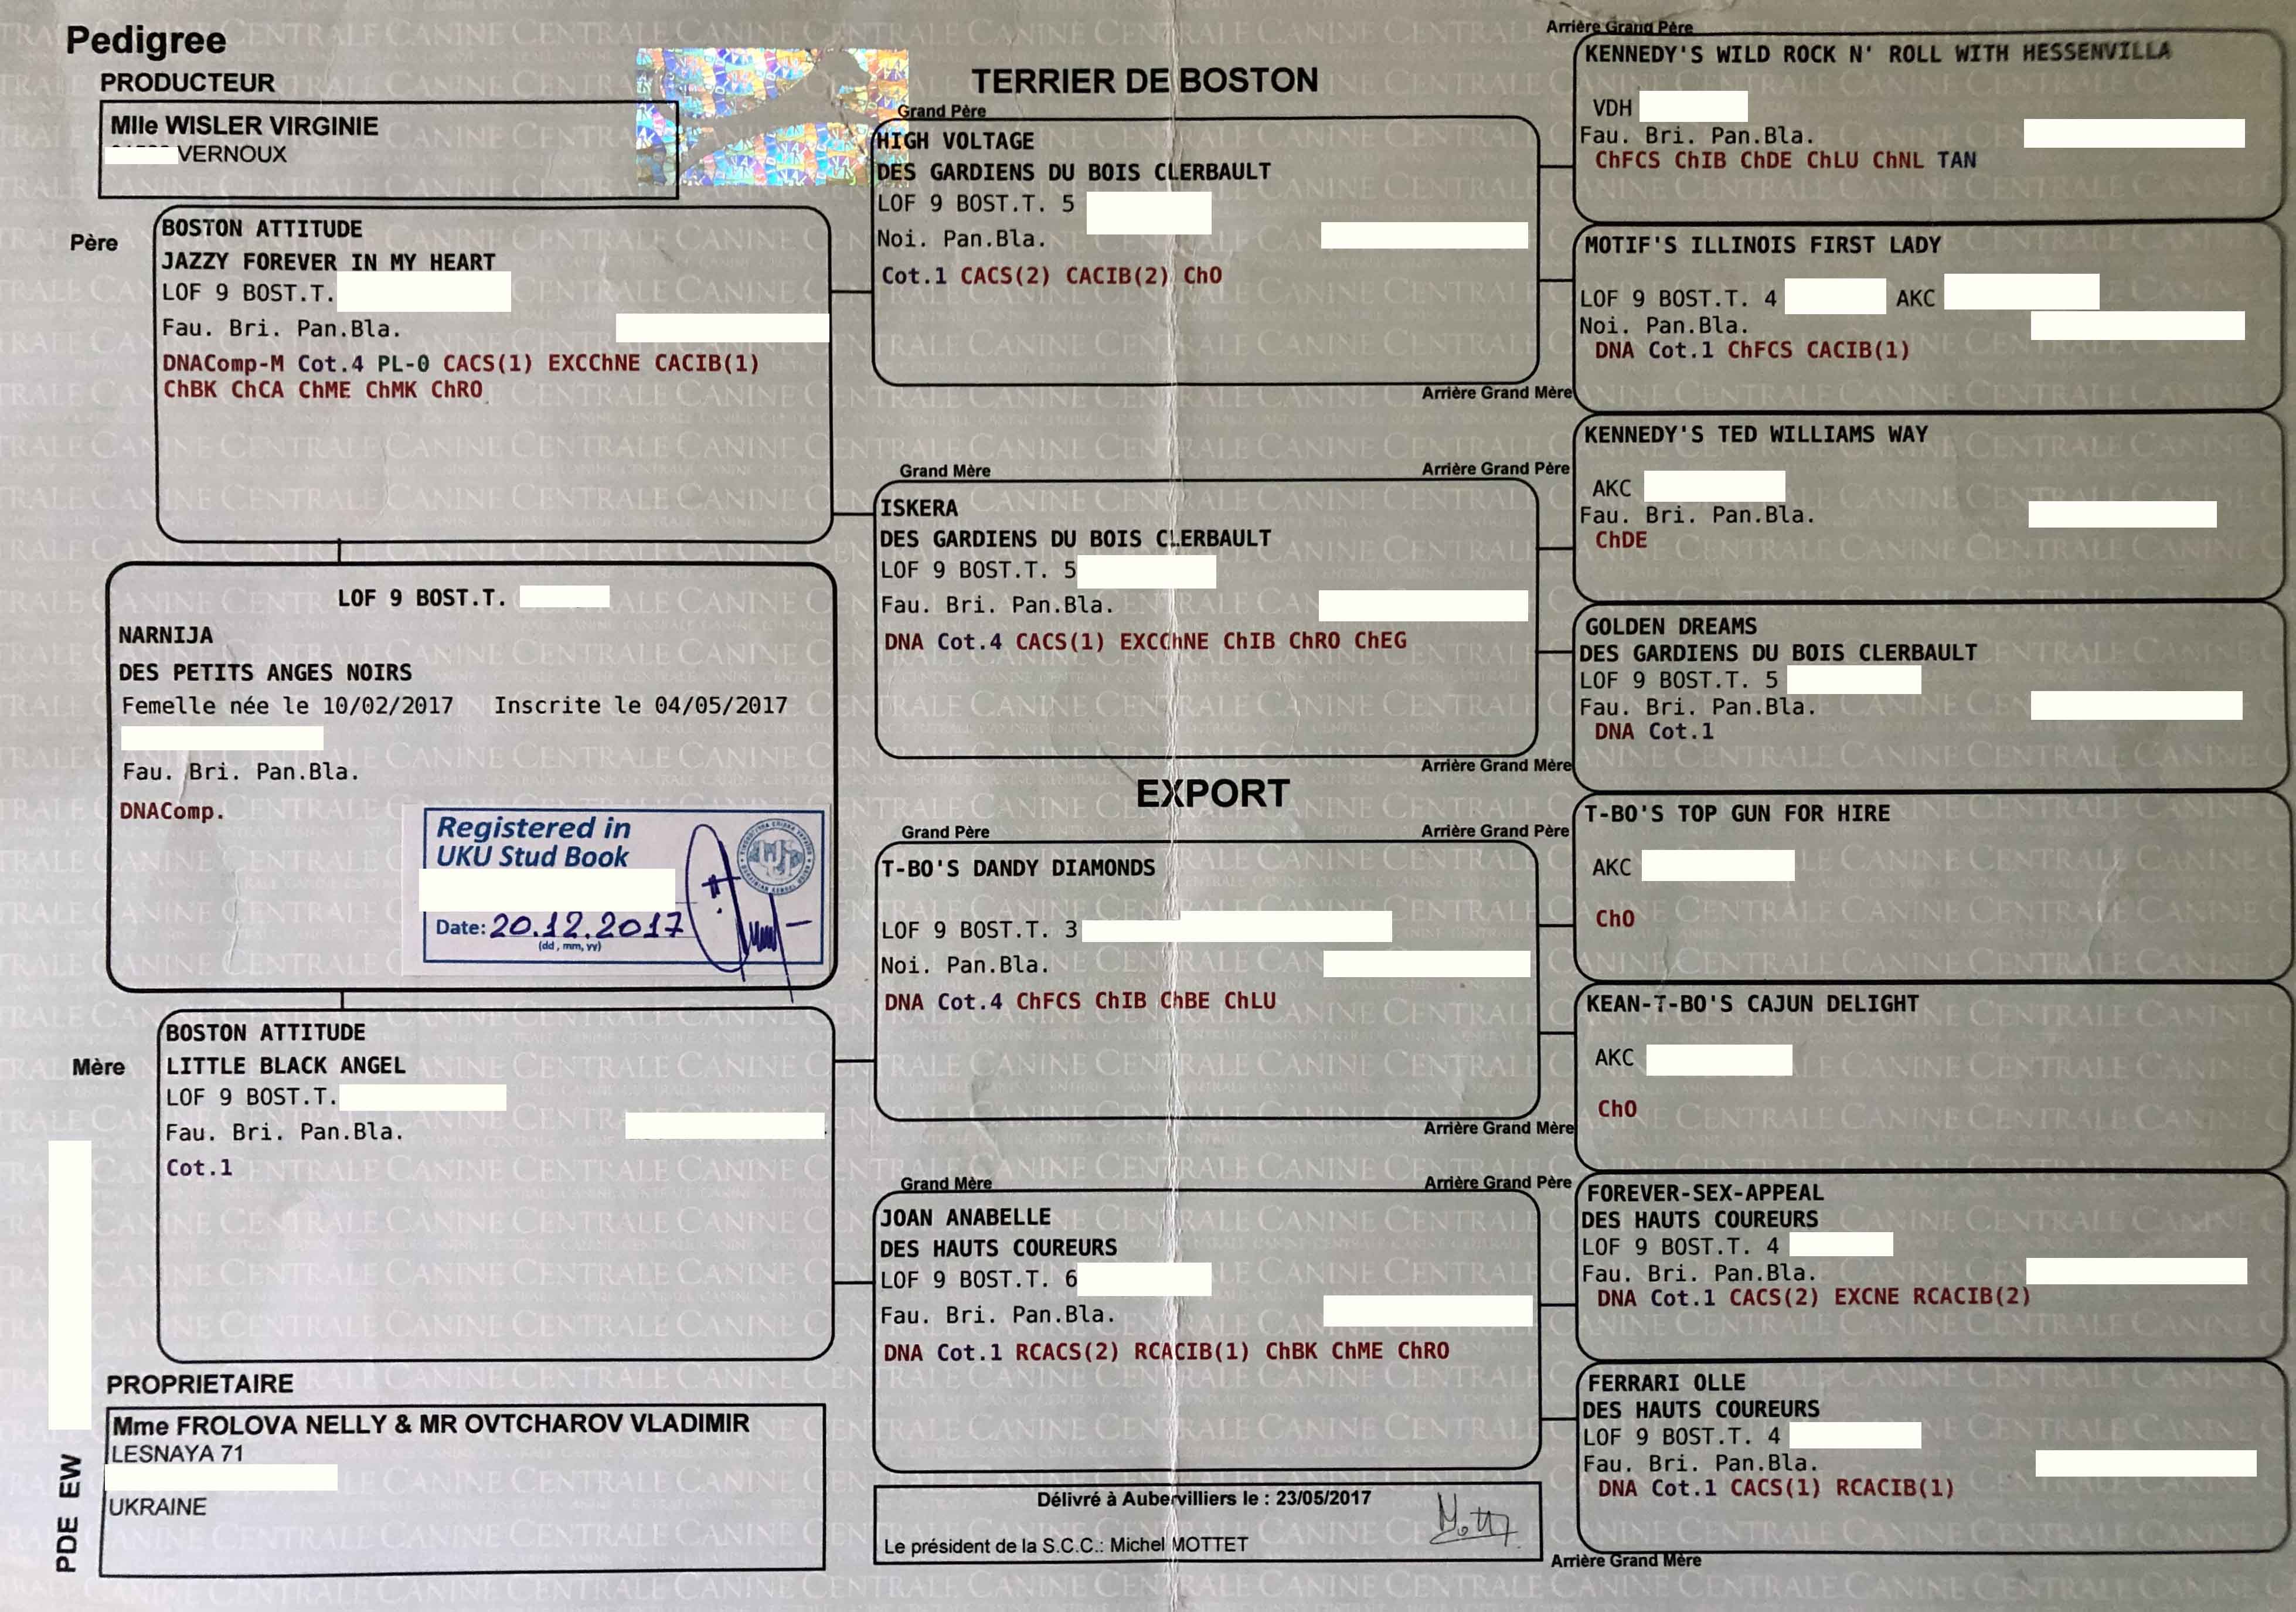 Pedigree
PRODUCTEUR
Mlle WISLER VIRGINIE
VERNOUX
TERRIER DE BOSTON
Père
BOSTON ATTITUDE
JAZZY FOREVER IN MY HEART
LOF 9 BOST.T.
Fau. Bri. Pan.Bla.
DNAComp-M Cot.4 PL-0 CACS(1) EXCChNE CACIB(1)
ChBK ChCA ChME ChMK ChRO
LOF 9 BOST.T.
NARNIJA
DES PETITS ANGES NOIRS
Femelle née le 10/02/2017 Inscrite le 04/05/2017
Fau. Bri. Pan.Bla.
DNAComp.
Registered in
UKU Stud Book
Date: 20.12.2017
(dd, mm, yy)
Mère
BOSTON ATTITUDE
LITTLE BLACK ANGEL
LOF 9 BOST.T.
Fau. Bri. Pan.Bla.
Cot.1
PROPRIETAIRE
Mme FROLOVA NELLY & MR OVTCHAROV VLADIMIR
LESNAYA 71
UKRAINE
PDE EW
Grand Père
HIGH VOLTAGE
DES GARDIENS DU BOIS CLERBAULT
LOF 9 BOST.T. 5
Noi. Pan.Bla.
Cot.1 CACS(2) CACIB(2) ChO
Grand Mère
ISKERA
DES GARDIENS DU BOIS CLERBAULT
LOF 9 BOST.T. 5
Fau. Bri. Pan.Bla.
DNA Cot.4 CACS(1) EXCChNE ChIB ChRO ChEG
EXPORT
Grand Père
T-BO'S DANDY DIAMONDS
LOF 9 BOST.T. 3
Noi. Pan.Bla.
DNA Cot.4 ChFCS ChIB ChBE ChLU
Grand Mère
JOAN ANABELLE
DES HAUTS COUREURS
LOF 9 BOST.T. 6
Fau. Bri. Pan.Bla.
DNA Cot.1 RCACS(2) RCACIB(1) ChBK ChME ChRO
Délivré à Aubervilliers le : 23/05/2017
Le président de la S.C.C.: Michel MOTTET
Arrière Grand Père
KENNEDY'S WILD ROCK N' ROLL WITH HESSENVILLA
VDH
Fau. Bri. Pan.Bla.
ChFCS ChIB ChDE ChLU ChNL TAN
MOTIF'S ILLINOIS FIRST LADY
LOF 9 BOST.T. 4 AKC
Noi. Pan.Bla.
DNA Cot.1 ChFCS CACIB(1)
Arrière Grand Mère
KENNEDY'S TED WILLIAMS WAY
Arrière Grand Père
AKC
Fau. Bri. Pan.Bla.
ChDE
GOLDEN DREAMS
DES GARDIENS DU BOIS CLERBAULT
LOF 9 BOST.T. 5
Fau. Bri. Pan.Bla.
DNA Cot.1
Arrière Grand Mère
T-BO'S TOP GUN FOR HIRE
Arrière Grand Père
AKC
ChO
KEAN-T-BO'S CAJUN DELIGHT
AKC
ChO
Arrière Grand Mère
Arrière Grand Père
FOREVER-SEX-APPEAL
DES HAUTS COUREURS
LOF 9 BOST.T. 4
Fau. Bri. Pan.Bla.
DNA Cot.1 CACS(2) EXCNE RCACIB(2)
FERRARI OLLE
DES HAUTS COUREURS
LOF 9 BOST.T. 4
Fau. Bri. Pan.Bla.
DNA Cot.1 CACS(1) RCACIB(1)
Arrière Grand Mère